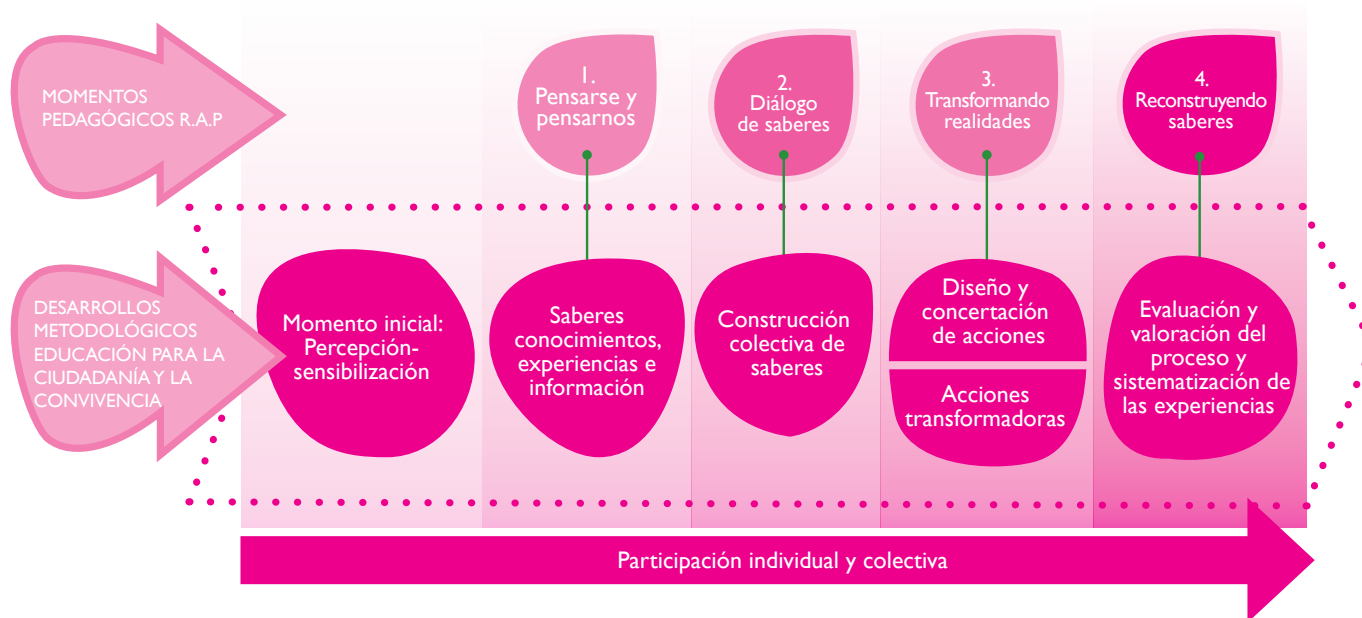 MOMENTOS
PEDAGÓGICOS R.A.P
1.
Pensarse y
pensarnos
2.
Diálogo
de saberes
3.
Transformando
realidades
4.
Reconstruyendo
saberes
DESARROLLOS
METODOLÓGICOS
EDUCACIÓN PARA LA
CIUDADANÍA Y LA
CONVIVENCIA
Momento inicial:
Percepción-
sensibilización
Saberes
conocimientos,
experiencias e
información
Construcción
colectiva de
saberes
Diseño y
concertación
de acciones
Acciones
transformadoras
Evaluación y
valoración del
proceso y
sistematización de
las experiencias
Participación individual y colectiva